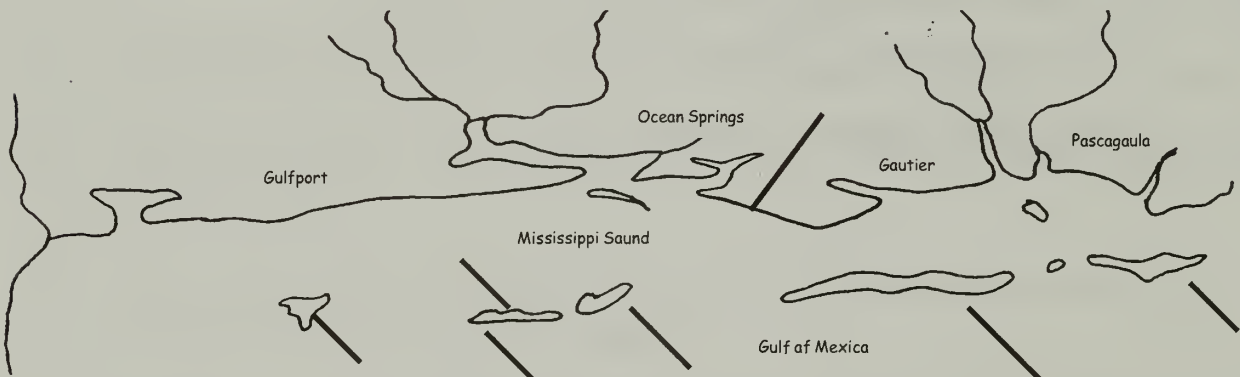 Ocean Springs
Pascagaula
Gautier
Gulfport
Mississippi Saund
Gulf af Mexica